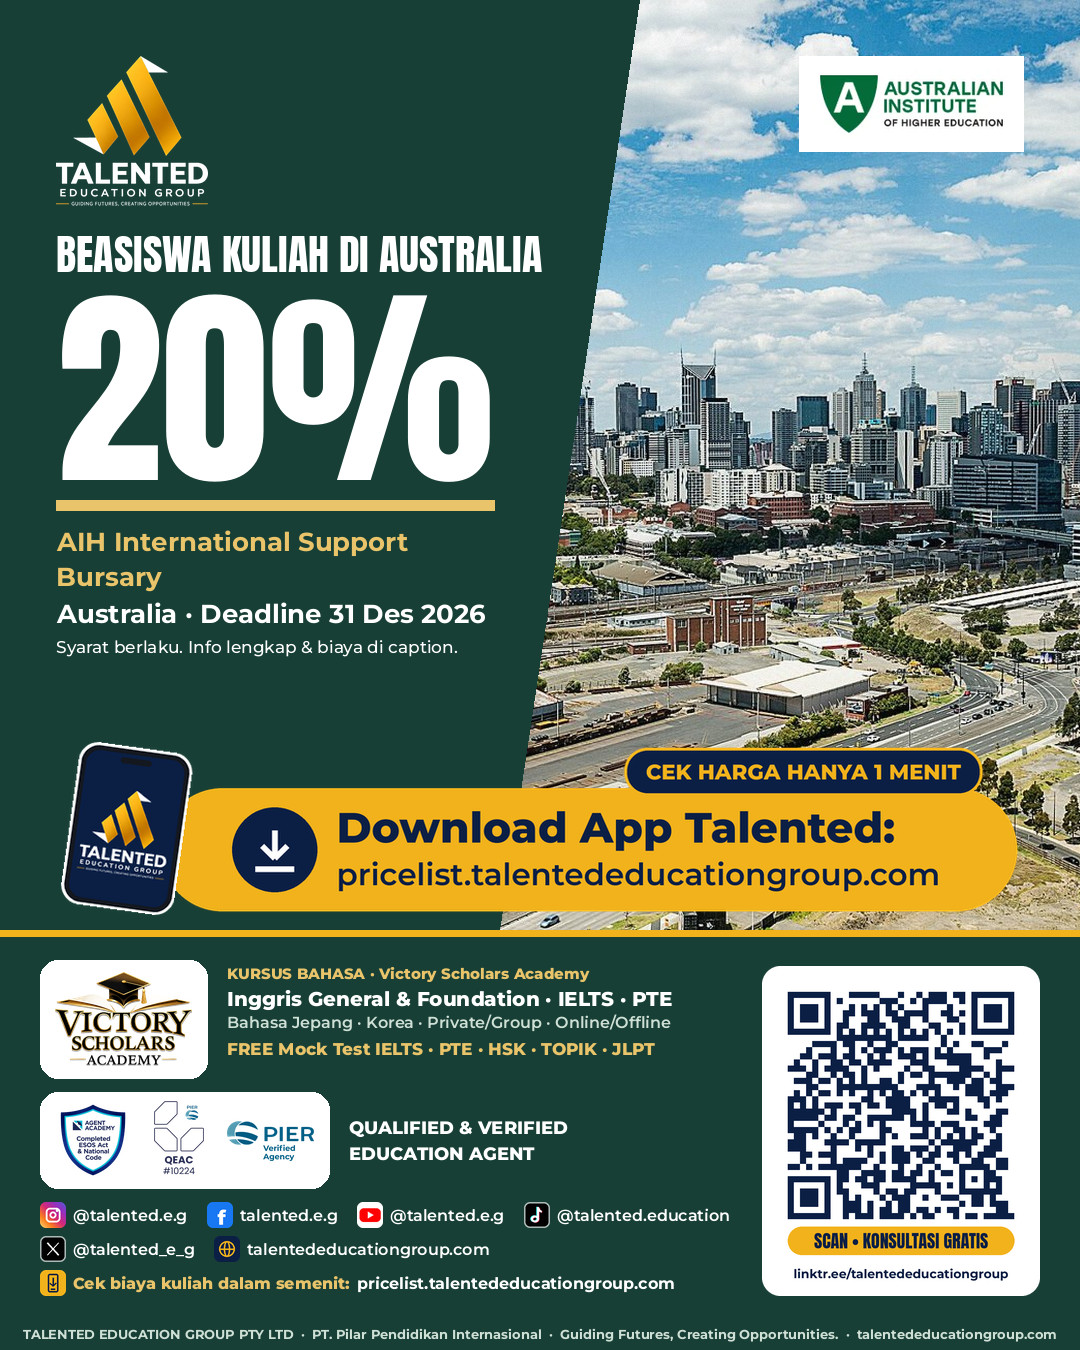 TALENTED
EDUCATION GROUP
GUIDING FUTURES, CREATING OPPORTUNITIES
A AUSTRALIAN
INSTITUTE
OF HIGHER EDUCATION
BEASISWA KULIAH DI AUSTRALIA
20%
AIH International Support
Bursary
Australia · Deadline 31 Des 2026
Syarat berlaku. Info lengkap & biaya di caption.
CEK HARGA HANYA 1 MENIT
TALENTED
EDUCATION GROUP
GUIDING FUTURES, CREATING OPPORTUNITIES
Download App Talented:
pricelist.talentededucationgroup.com
VICTORY
SCHOLARS
ACADEMY
KURSUS BAHASA · Victory Scholars Academy
Inggris General & Foundation · IELTS · PTE
Bahasa Jepang · Korea · Private/Group · Online/Offline
FREE Mock Test IELTS · PTE · HSK · TOPIK · JLPT
AGENT
ACADEMY
Completed
ESOS Act
& National
Code
PIER
QEAC
#10224
PIER
Verified
Agency
QUALIFIED & VERIFIED
EDUCATION AGENT
@talented.e.g talented.e.g @talented.e.g @talented.education
@talented_e_g talentededucationgroup.com
Cek biaya kuliah dalam semenit: pricelist.talentededucationgroup.com
SCAN • KONSULTASI GRATIS
linktr.ee/talentededucationgroup
TALENTED EDUCATION GROUP PTY LTD · PT. Pilar Pendidikan Internasional · Guiding Futures, Creating Opportunities. · talentededucationgroup.com